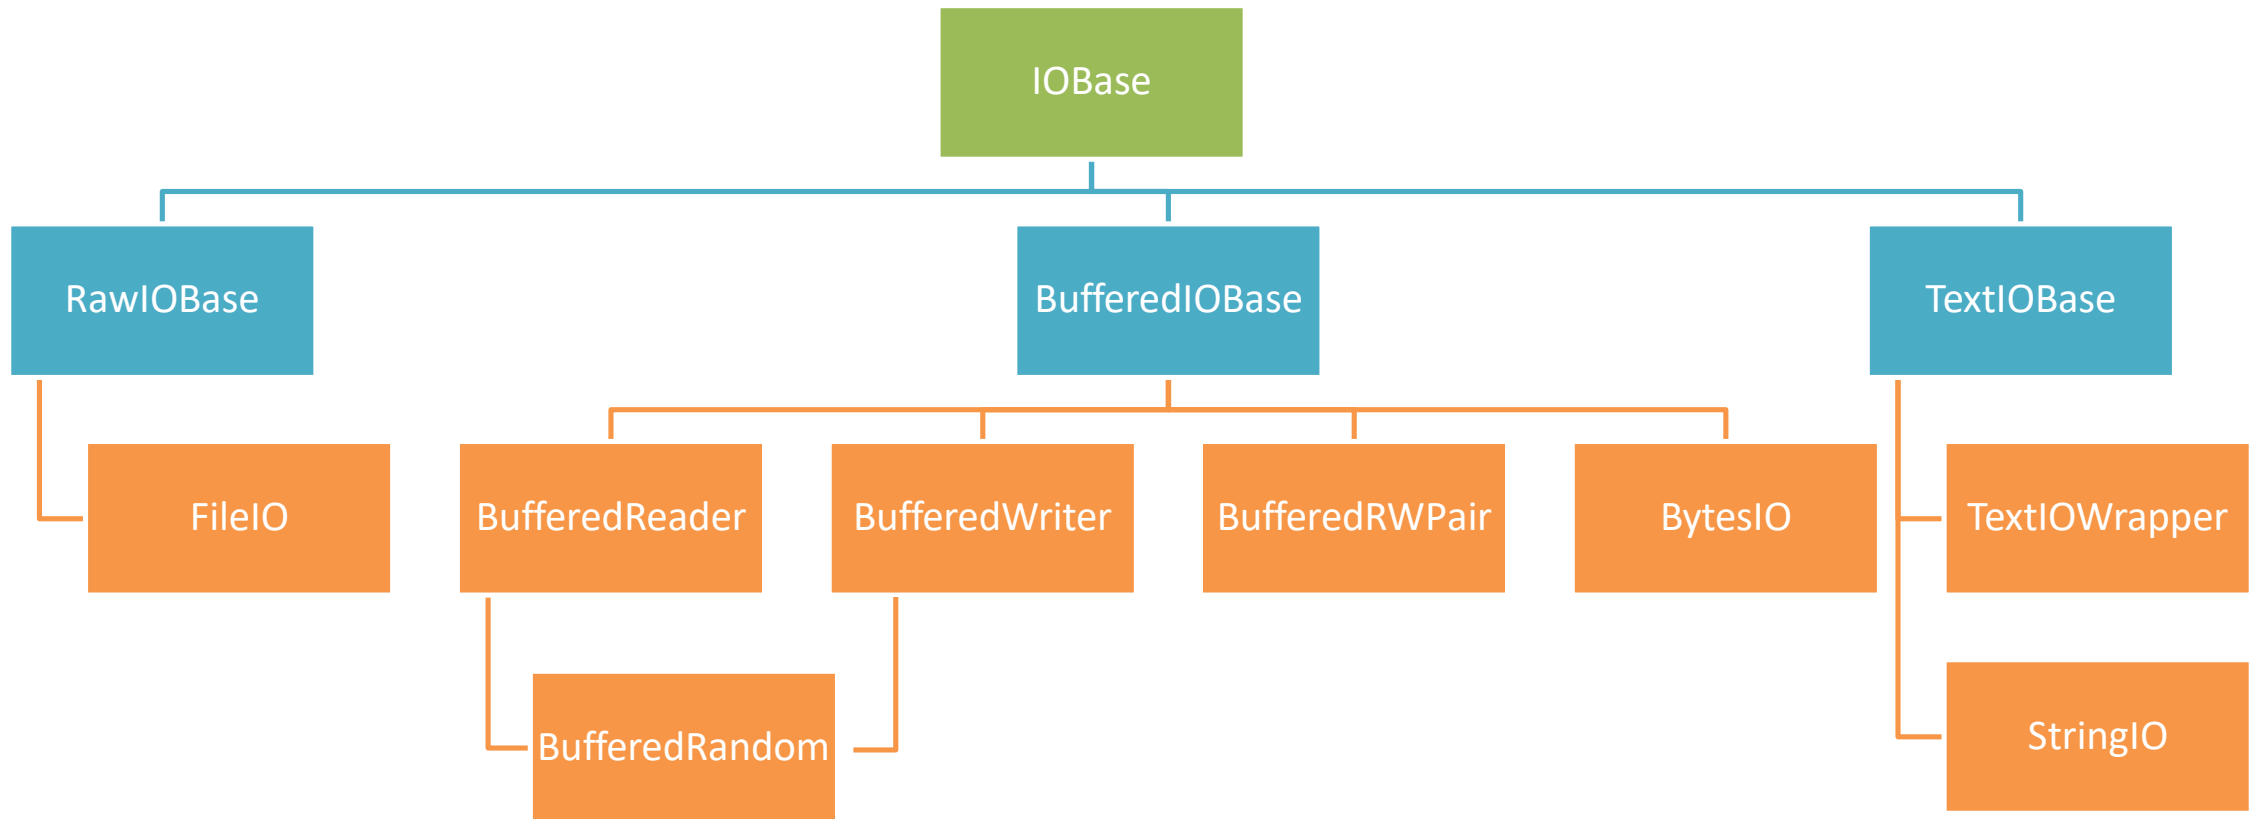 IOBase
RawIOBase
BufferedIOBase
TextIOBase
FileIO
BufferedReader
BufferedWriter
BufferedRWPair
BytesIO
TextIOWrapper
BufferedRandom
StringIO